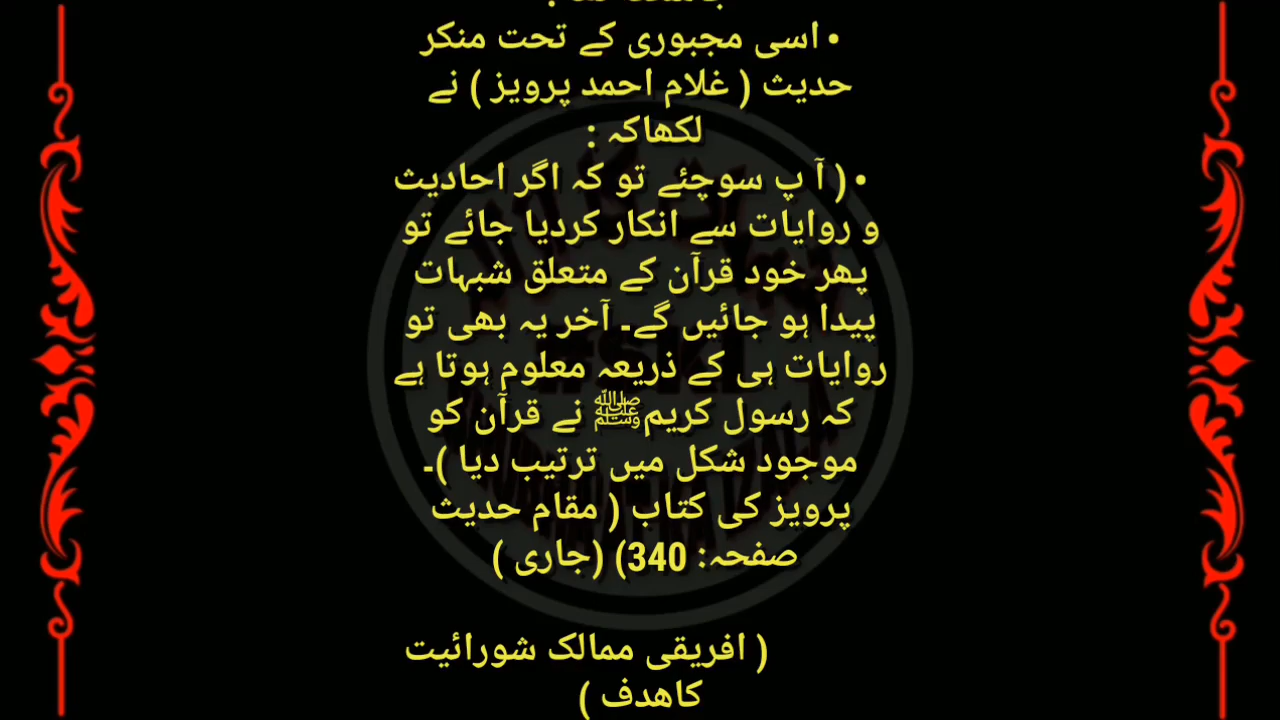 • اسی مجبوری کے تحت منکر
حدیث ( غلام احمد پرویز ) نے
لکھاکہ :
• ( آ پ سوچئے تو کہ اگر احادیث
و روایات سے انکار کردیا جائے تو
پھر خود قرآن کے متعلق شبہات
پیدا ہو جائیں گے۔ آخر یہ بھی تو
روایات ہی کے ذریعہ معلوم ہوتا ہے
کہ رسول کریمﷺ نے قرآن کو
موجود شکل میں ترتیب دیا )۔
پرویز کی کتاب ( مقام حدیث
صفحہ: 340) (جاری )
( افریقی ممالک شورائیت
کاھدف )